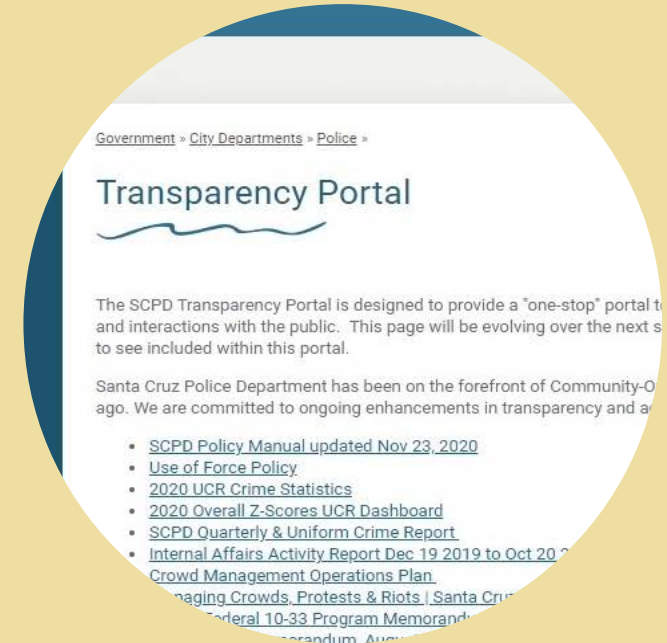 Government » City Departments » Police »
Transparency Portal
The SCPD Transparency Portal is designed to provide a "one-stop" portal
and interactions with the public. This page will be evolving over the next
to see included within this portal.
Santa Cruz Police Department has been on the forefront of
ago. We are committed to ongoing enhancements in transparency and
• SCPD Policy Manual updated Nov 23, 2020
• Use of Force Policy
• 2020 UCR Crime Statistics
• 2020 Overall Z-Scores UCR Dashboard
• SCPD Quarterly & Uniform Crime Report
• Internal Affairs Activity Report Dec 19 2019 to Oct 20
Crowd Management Operations Plan
Crowds, Protests & Riots | Santa
10-33 Program